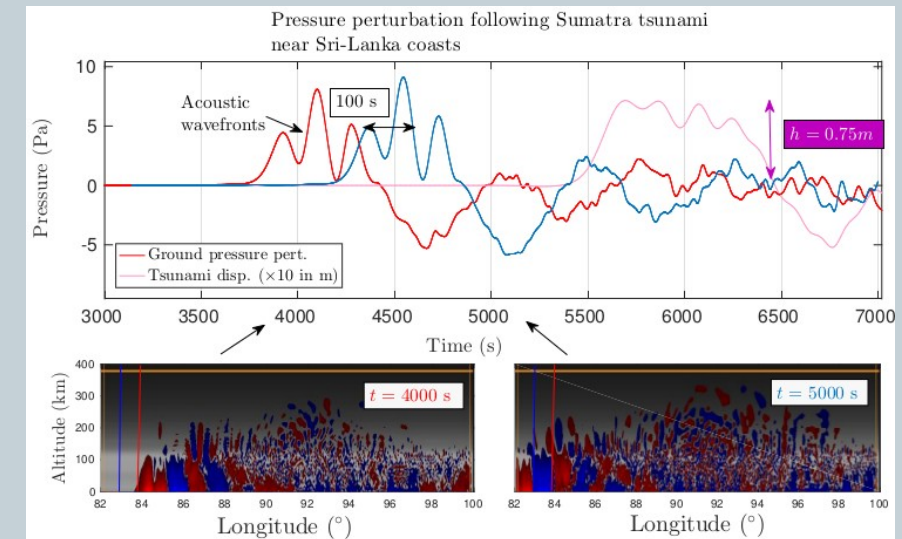 Pressure perturbation following Sumatra tsunami
near Sri-Lanka coasts
10
5
0
-5
Pressure (Pa)
Acoustic
wavefronts
100 s
h = 0.75m
Ground pressure pert.
Tsunami disp. (×10 in m)
3000 3500 4000 4500 5000 5500 6000 6500 7000
Time (s)
400
300
200
100
0
Altitude (km)
t = 4000 s
82 84 86 88 90 92 94 96 98 100
Longitude (°)
t = 5000 s
82 84 86 88 90 92 94 96 98 100
Longitude (°)